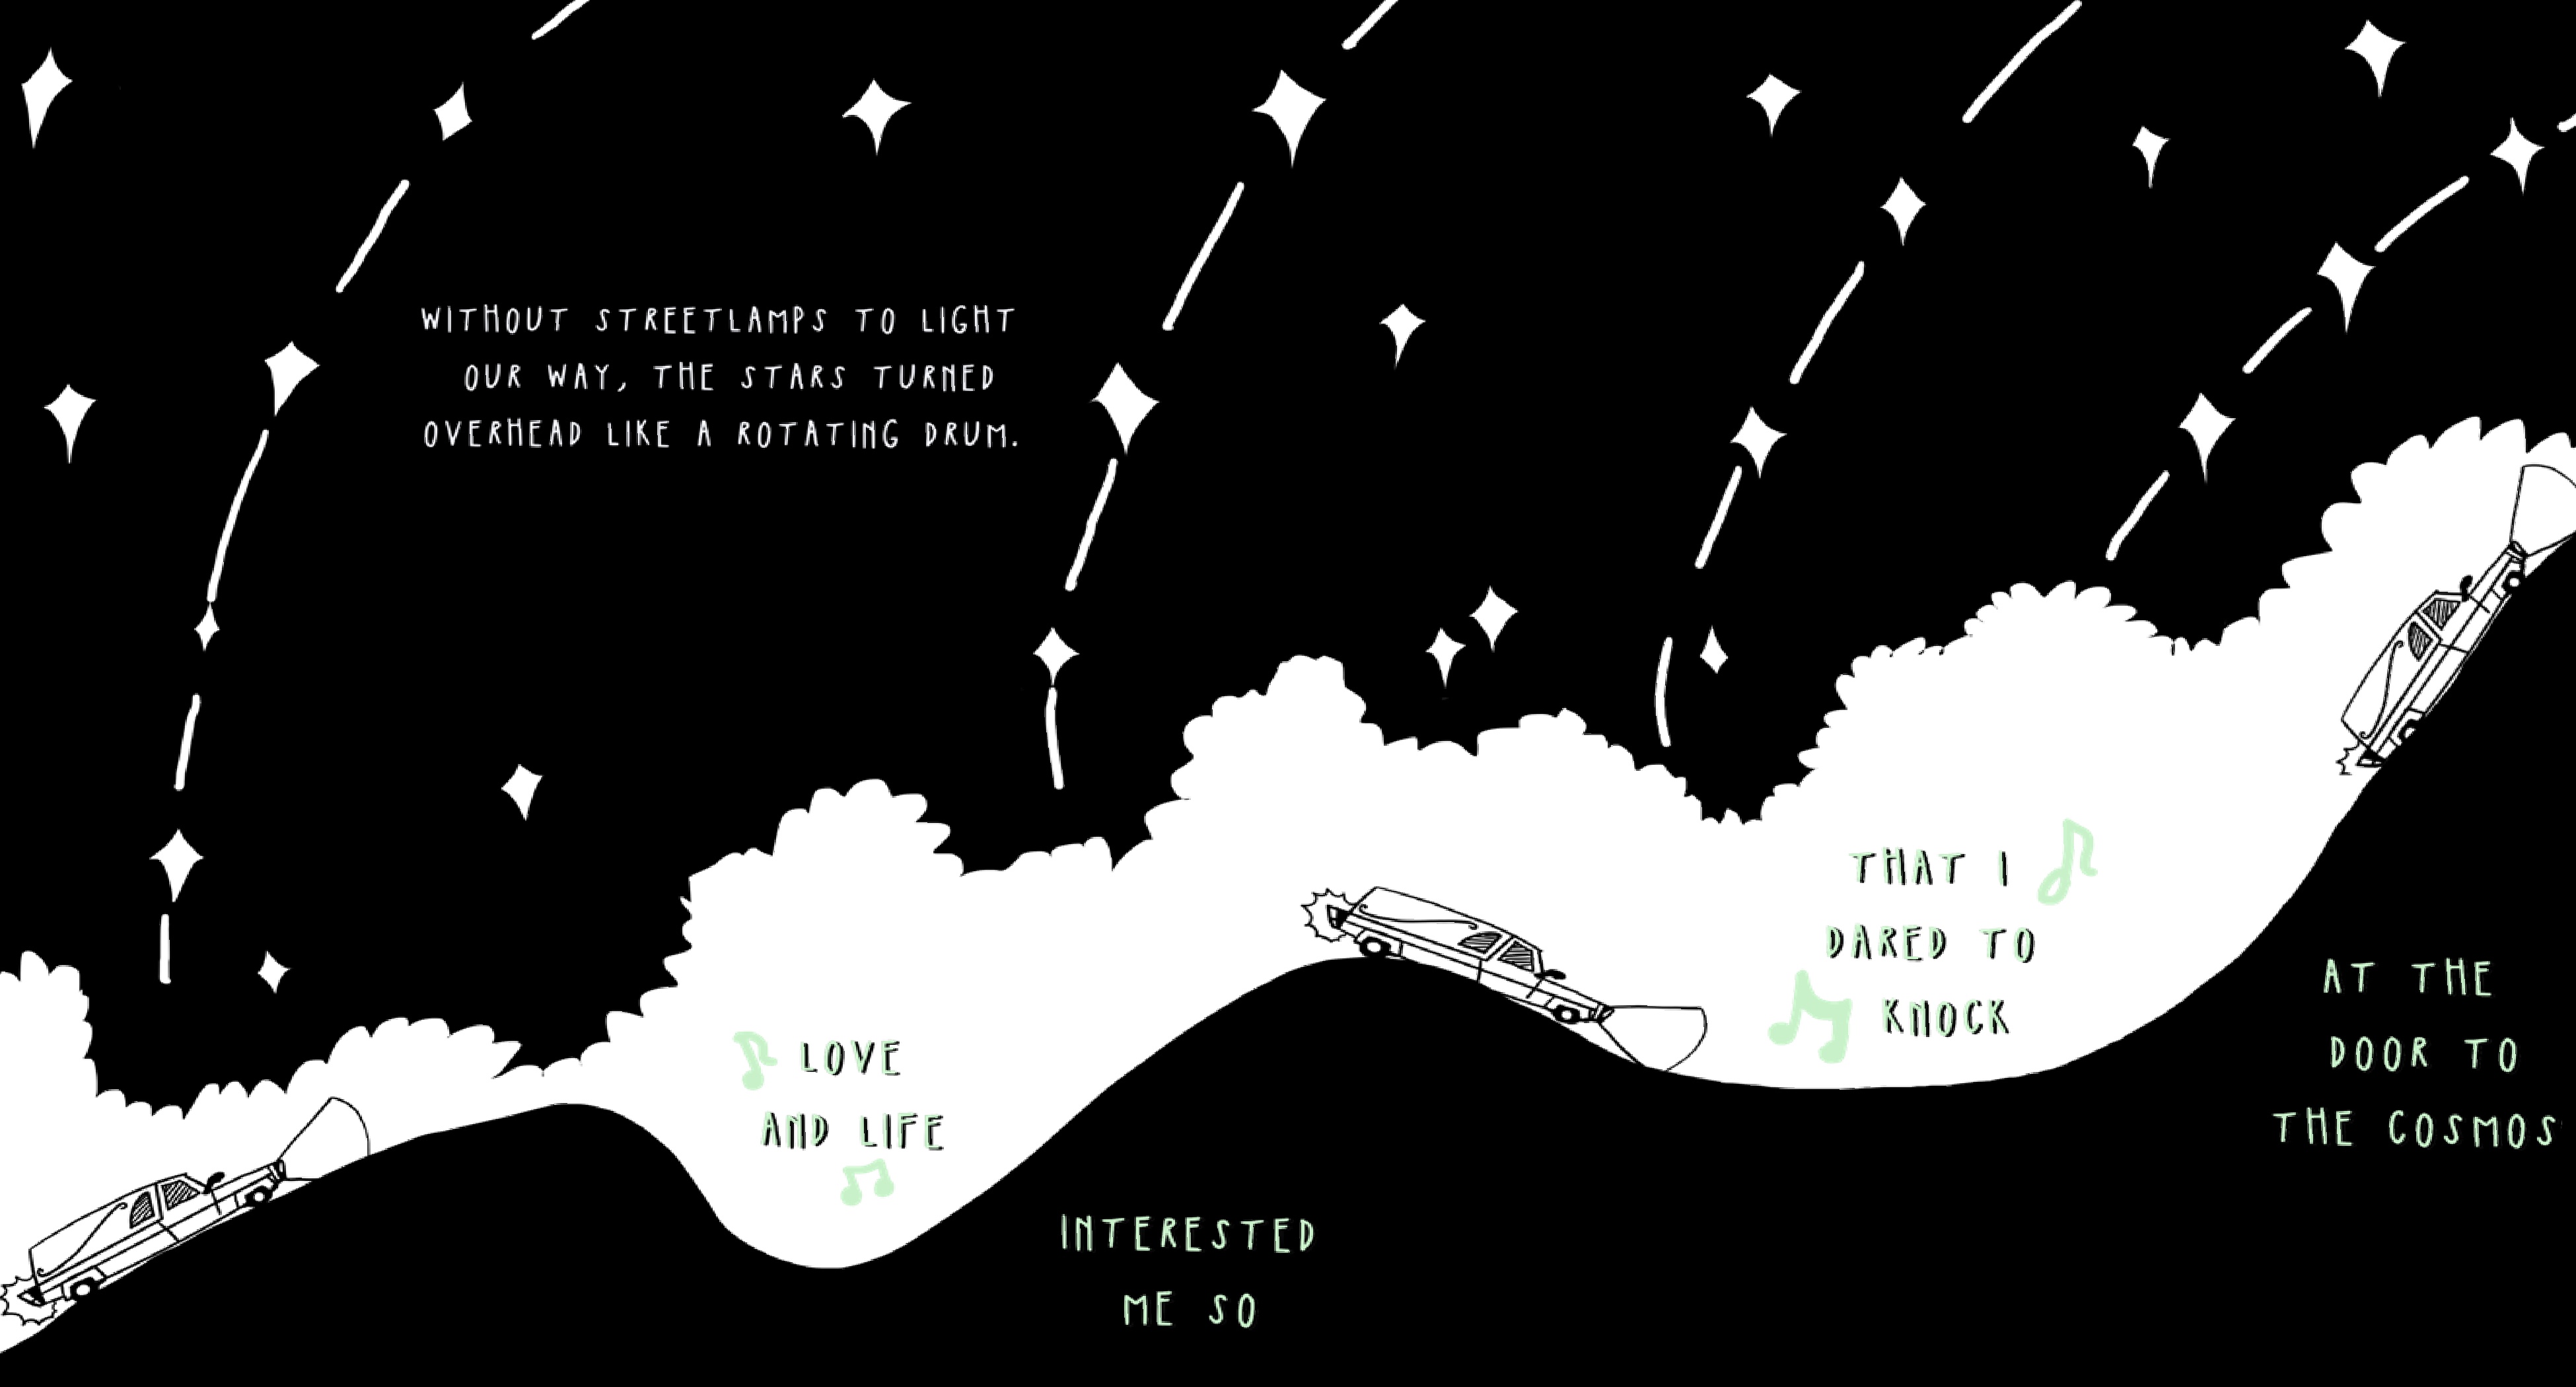 WITHOUT STREETLAMPS TO LIGHT
OUR WAY, THE STARS TURNED
OVERHEAD LIKE A ROTATING DRUM.
LOVE
AND LIFE
INTERESTED
ME SO
THAT I
DARED TO
KNOCK
AT THE
DOOR TO
THE COSMOS